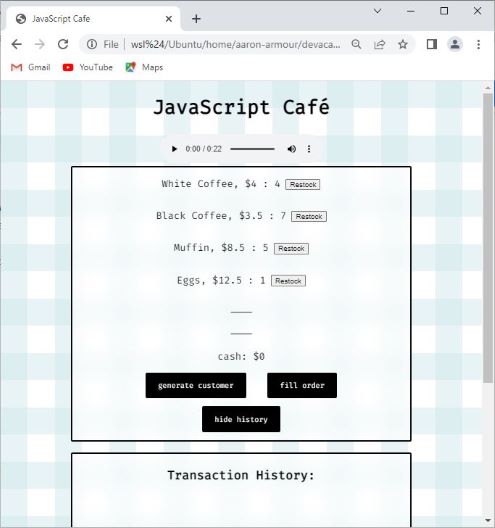 JavaScript Cafe
File wsl%24/Ubuntu/home/aaron-armour/devaca...
Gmail YouTube Maps
JavaScript Café
0:00 / 0:22
White Coffee, $4 : 4 Restock
Black Coffee, $3.5 : 7 Restock
Muffin, $8.5 : 5 Restock
Eggs, $12.5 : 1 Restock
cash: $0
generate customer fill order
hide history
Transaction History: